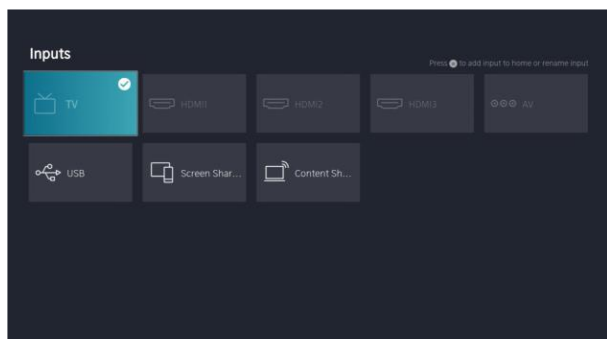 Inputs
Press to add input to home or rename input
TV
HDMI1
HDMI2
HDMI3
AV
USB
Screen Shar...
Content Sh...